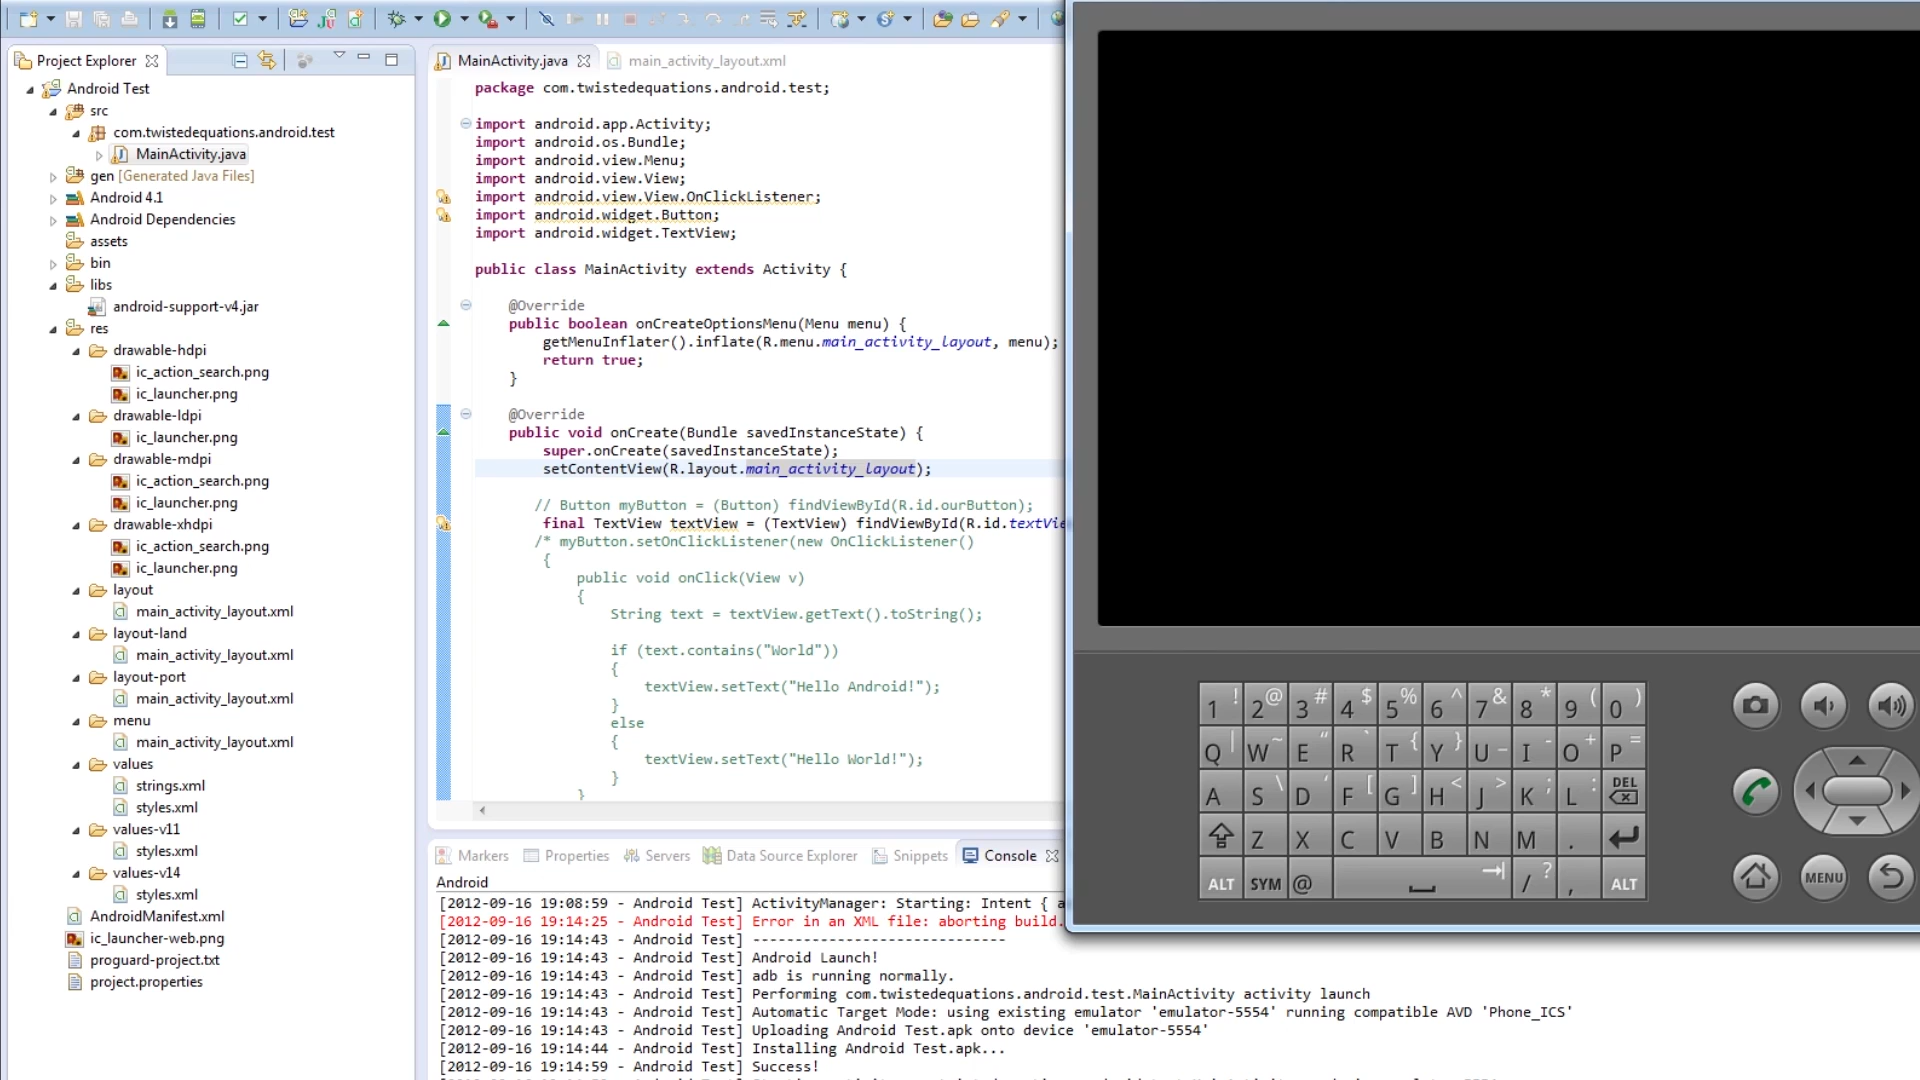 Project Explorer
Android Test
src
com.twistedequations.android.test
MainActivity.java
gen [Generated Java Files]
Android 4.1
Android Dependencies
assets
bin
libs
android-support-v4.jar
res
drawable-hdpi
ic_action_search.png
ic_launcher.png
drawable-ldpi
ic_launcher.png
drawable-mdpi
ic_action_search.png
ic_launcher.png
drawable-xhdpi
ic_action_search.png
ic_launcher.png
layout
main_activity_layout.xml
layout-land
main_activity_layout.xml
layout-port
main_activity_layout.xml
menu
main_activity_layout.xml
values
strings.xml
styles.xml
values-v11
styles.xml
values-v14
styles.xml
AndroidManifest.xml
ic_launcher-web.png
proguard-project.txt
project.properties
MainActivity.java main_activity_layout.xml
package com.twistedequations.android.test;
import android.app.Activity;
import android.os.Bundle;
import android.view.Menu;
import android.view.View;
import android.view.View.OnClickListener;
import android.widget.Button;
import android.widget.TextView;
public class MainActivity extends Activity {
@Override
public boolean onCreateOptionsMenu(Menu menu) {
getMenuInflater().inflate(R.menu.main_activity_layout, menu);
return true;
}
@Override
public void onCreate(Bundle savedInstanceState) {
super.onCreate(savedInstanceState);
setContentView(R.layout.main_activity_layout);
// Button myButton = (Button) findViewById(R.id.ourButton);
final TextView textView = (TextView) findViewById(R.id.textVie
/* myButton.setOnClickListener(new OnClickListener()
{
public void onClick(View v)
{
String text = textView.getText().toString();
if (text.contains("World"))
{
textView.setText("Hello Android!");
}
else
{
textView.setText("Hello World!");
}
}
Markers Properties Servers Data Source Explorer Snippets Console
Android
[2012-09-16 19:08:59 - Android Test] ActivityManager: Starting: Intent { a
[2012-09-16 19:14:25 - Android Test] Error in an XML file: aborting build.
[2012-09-16 19:14:43 - Android Test] ------------------------------
[2012-09-16 19:14:43 - Android Test] Android Launch!
[2012-09-16 19:14:43 - Android Test] adb is running normally.
[2012-09-16 19:14:43 - Android Test] Performing com.twistedequations.android.test.MainActivity activity launch
[2012-09-16 19:14:43 - Android Test] Automatic Target Mode: using existing emulator 'emulator-5554' running compatible AVD 'Phone_ICS'
[2012-09-16 19:14:43 - Android Test] Uploading Android Test.apk onto device 'emulator-5554'
[2012-09-16 19:14:44 - Android Test] Installing Android Test.apk...
[2012-09-16 19:14:59 - Android Test] Success!
1 ! 2 @ 3 # 4 $ 5 % 6 ^ 7 & 8 * 9 ( 0 )
Q | W ~ E " R ` T { Y } U _ I - O + P =
A S \ D ' F [ G ] H < J > K ; L : DEL
Z X C V B N M .
ALT SYM @ / ? , ALT
MENU